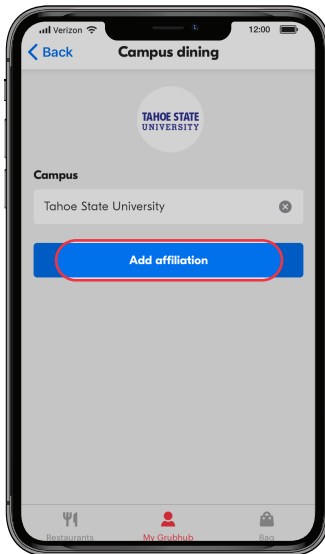 Verizon 12:00
Back Campus dining
TAHOE STATE
UNIVERSITY
Campus
Tahoe State University
Add affiliation
Restaurants My Grubhub Bag